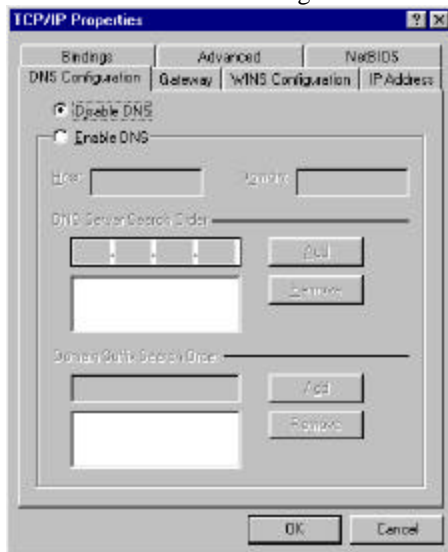 TCP/IP Properties
Bindings Advanced NetBIOS
DNS Configuration Gateway WINS Configuration IP Address
Disable DNS
Enable DNS
Host: Domain:
DNS Server Search Order
Add
Remove
Domain Suffix Search Order
Add
Remove
OK Cancel